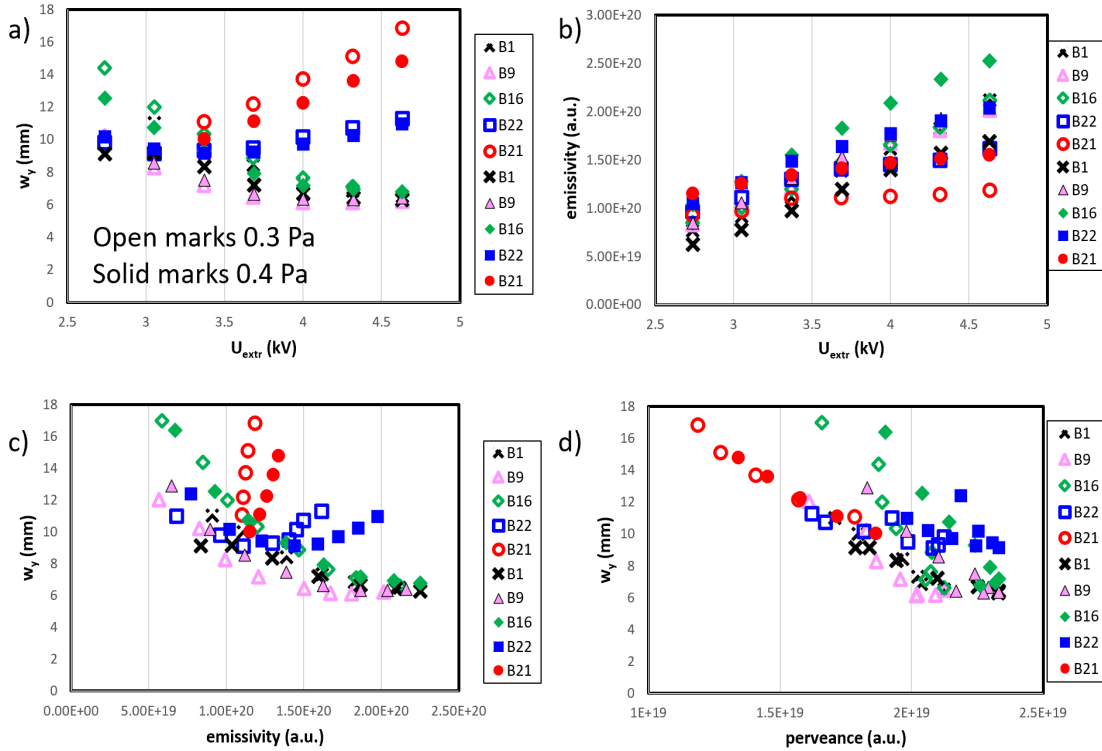 a)
18
16
14
12
10
8
6
4
2
0
w_y (mm)
2.5 3 3.5 4 4.5 5
U_extr (kV)
Open marks 0.3 Pa
Solid marks 0.4 Pa
B1
B9
B16
B22
B21
B1
B9
B16
B22
B21
b)
3.00E+20
2.50E+20
2.00E+20
1.50E+20
1.00E+20
5.00E+19
0.00E+00
emissivity (a.u.)
2.5 3 3.5 4 4.5 5
U_extr (kV)
B1
B9
B16
B22
B21
B1
B9
B16
B22
B21
c)
18
16
14
12
10
8
6
4
2
0
w_y (mm)
0.00E+00 5.00E+19 1.00E+20 1.50E+20 2.00E+20 2.50E+20
emissivity (a.u.)
B1
B9
B16
B22
B21
B1
B9
B16
B22
B21
d)
18
16
14
12
10
8
6
4
2
0
w_y (mm)
1E+19 1.5E+19 2E+19 2.5E+19
perveance (a.u.)
B1
B9
B16
B22
B21
B1
B9
B16
B22
B21